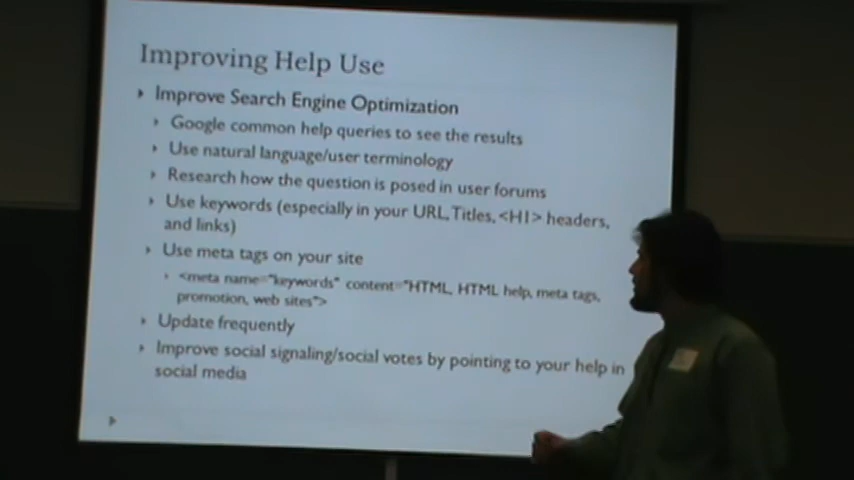 Improving Help Use
Improve Search Engine Optimization
Google common help queries to see the results
Use natural language/user terminology
Research how the question is posed in user forums
Use keywords (especially in your URL, Titles, <H1> headers,
and links)
Use meta tags on your site
<meta name="keywords" content="HTML, HTML help, meta tags,
promotion, web sites">
Update frequently
Improve social signaling/social votes by pointing to your help in
social media